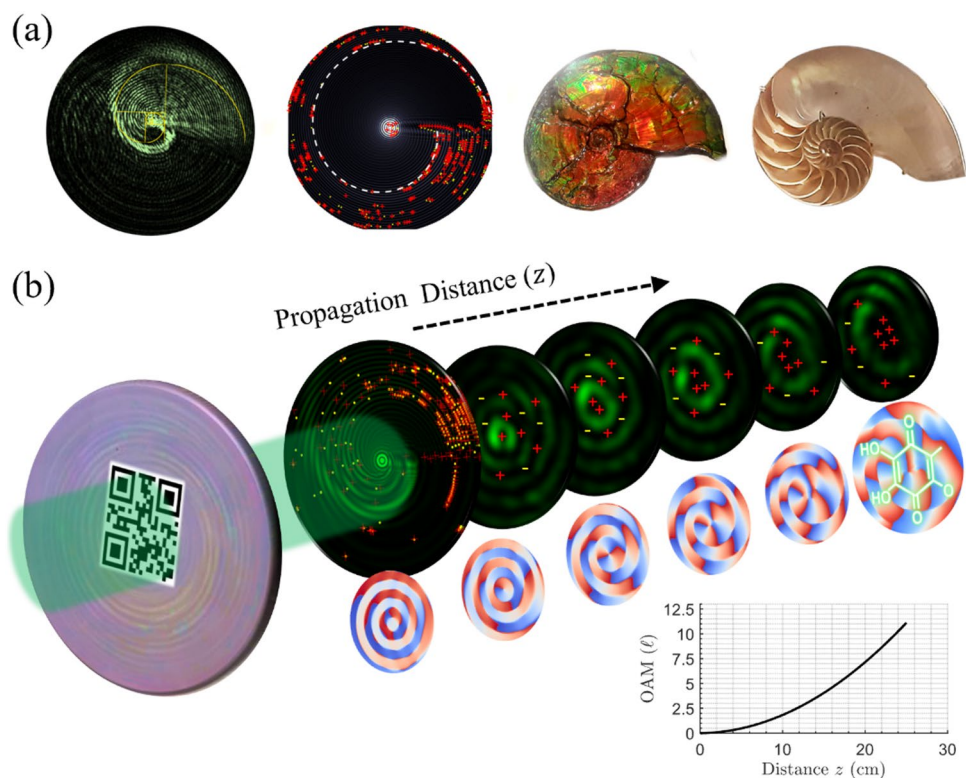 (a)
(b)
Propagation Distance (z)
HO
O
HO
O
O
OAM (ℓ)
12.5
10
7.5
5
2.5
0
0 10 20 30
Distance z (cm)